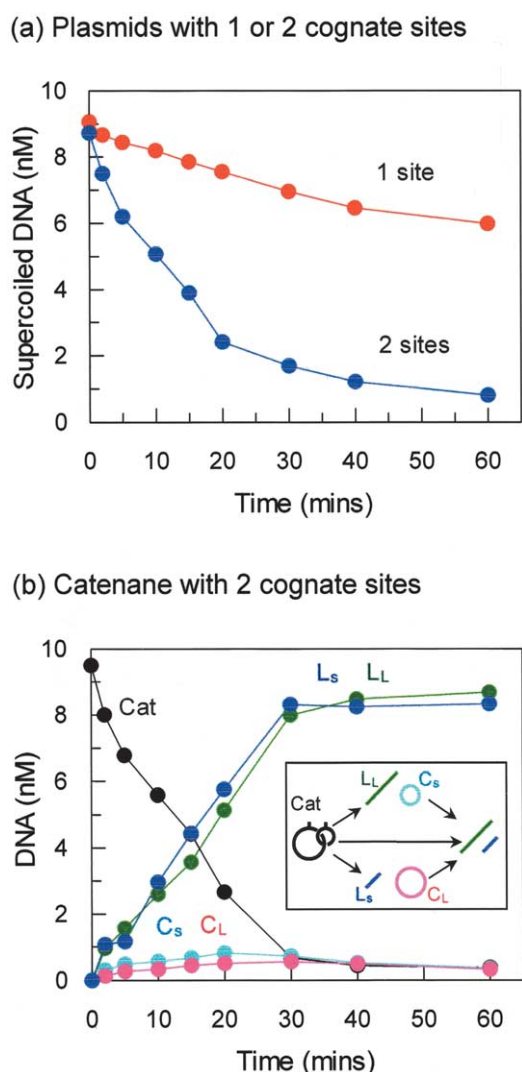 (a) Plasmids with 1 or 2 cognate sites
Supercoiled DNA (nM)
10
8
6
4
2
0
1 site
2 sites
0 10 20 30 40 50 60
Time (mins)
(b) Catenane with 2 cognate sites
DNA (nM)
10
8
6
4
2
0
Cat
Ls LL
Cs CL
Cat
LL
Cs
Ls
CL
0 10 20 30 40 50 60
Time (mins)